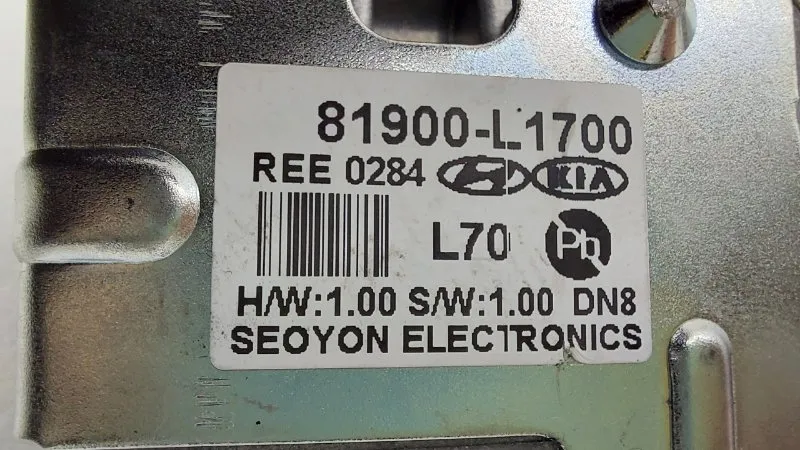 81900-L1700
REE 0284 KIA
L70 Pb
H/W:1.00 S/W:1.00 DN8
SEOYON ELECTRONICS